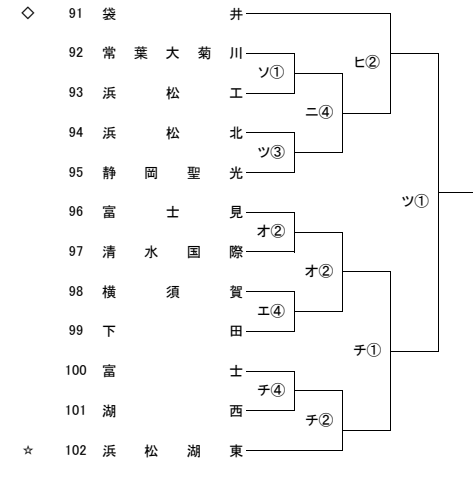 ◇ 91 袋井
92 常葉大菊川
ソ①
ヒ②
93 浜松工
ニ④
94 浜松北
ツ③
95 静岡聖光
ツ①
96 富士見
オ②
97 清水国際
オ②
98 横須賀
エ④
99 下田
チ①
100 富士
チ④
101 湖西
チ②
☆ 102 浜松湖東